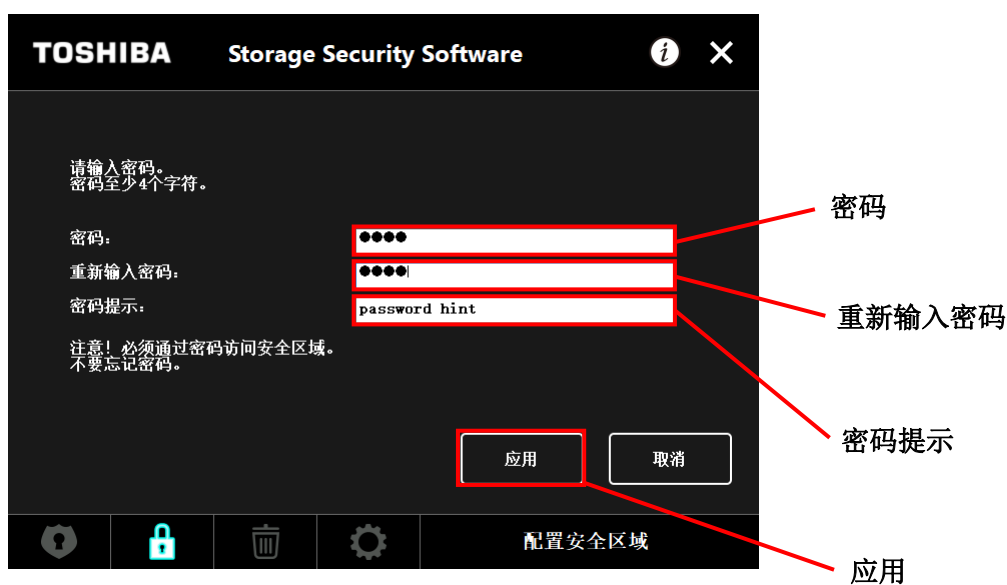 TOSHIBA Storage Security Software
请输入密码。
密码至少4个字符。
密码
密码:
重新输入密码:
密码提示: password hint
重新输入密码
注意！必须通过密码访问安全区域。
不要忘记密码。
密码提示
应用 取消
配置安全区域
应用